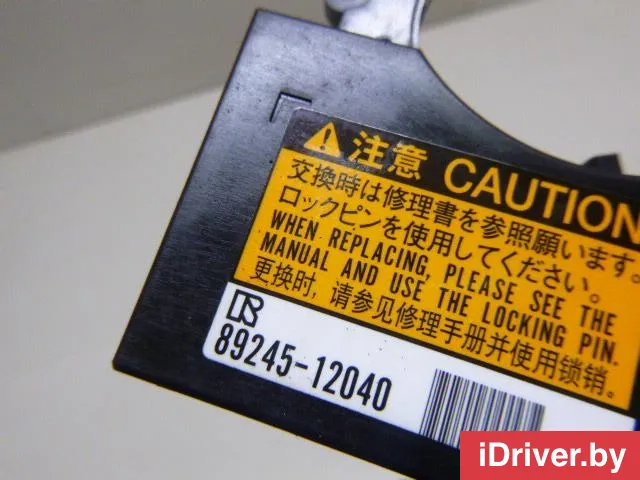 注意 CAUTION
交換時は修理書を参照願います。
ロックピンを使用してください。
WHEN REPLACING, PLEASE SEE THE
MANUAL AND USE THE LOCKING PIN.
更换时, 请参见修理手册并使用锁销。
89245-12040
iDriver.by